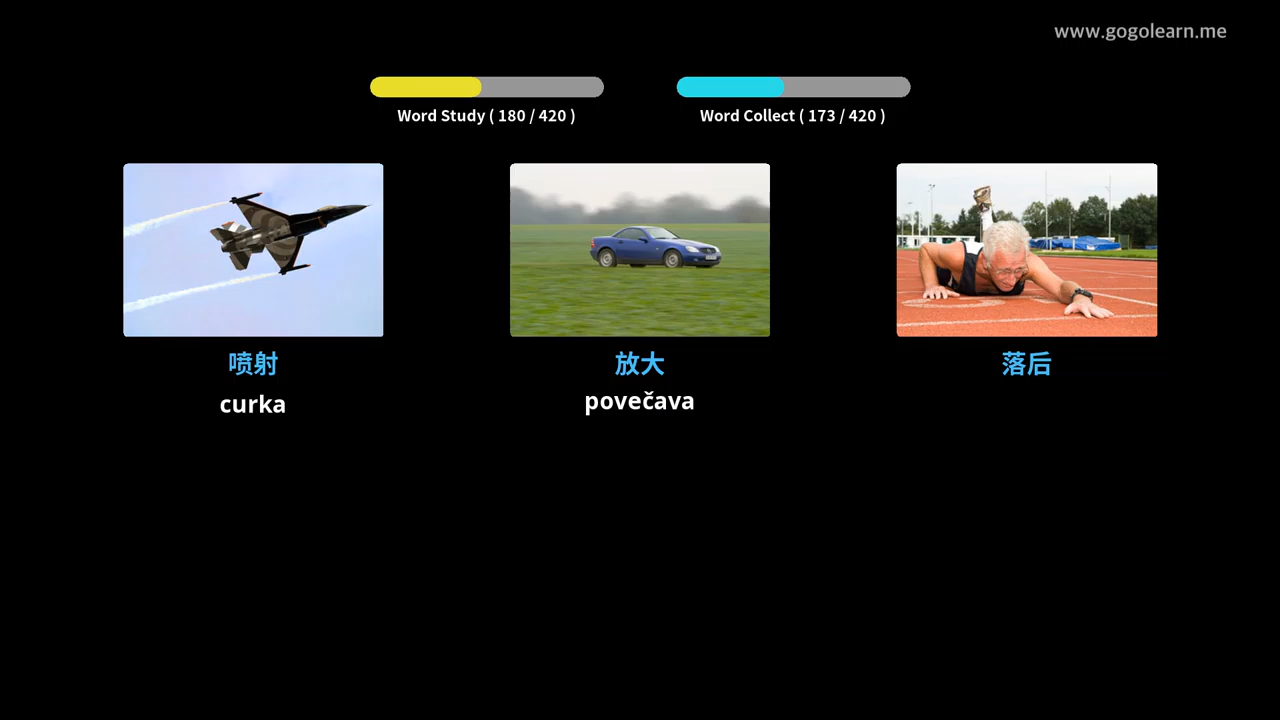 www.gogolearn.me
Word Study ( 180 / 420 )
Word Collect ( 173 / 420 )
喷射
放大
落后
curka
povečava